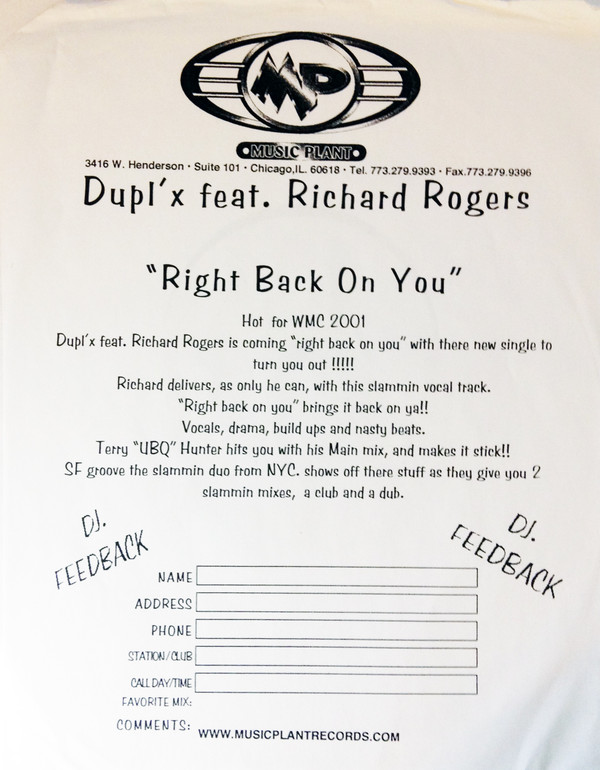 MP
•MUSIC PLANT•
3416 W. Henderson • Suite 101 • Chicago,IL. 60618 • Tel. 773.279.9393 • Fax.773.279.9396
Dupl'x feat. Richard Rogers
"Right Back On You"
Hot for WMC 2001
Dupl'x feat. Richard Rogers is coming "right back on you" with there new single to
turn you out !!!!!
Richard delivers, as only he can, with this slammin vocal track.
"Right back on you" brings it back on ya!!
Vocals, drama, build ups and nasty beats.
Terry "UBQ" Hunter hits you with his Main mix, and makes it stick!!
SF groove the slammin duo from NYC. shows off there stuff as they give you 2
slammin mixes, a club and a dub.
DJ.
FEEDBACK
DJ.
FEEDBACK
NAME
ADDRESS
PHONE
STATION/CLUB
CALL DAY/TIME
FAVORITE MIX:
COMMENTS:
WWW.MUSICPLANTRECORDS.COM